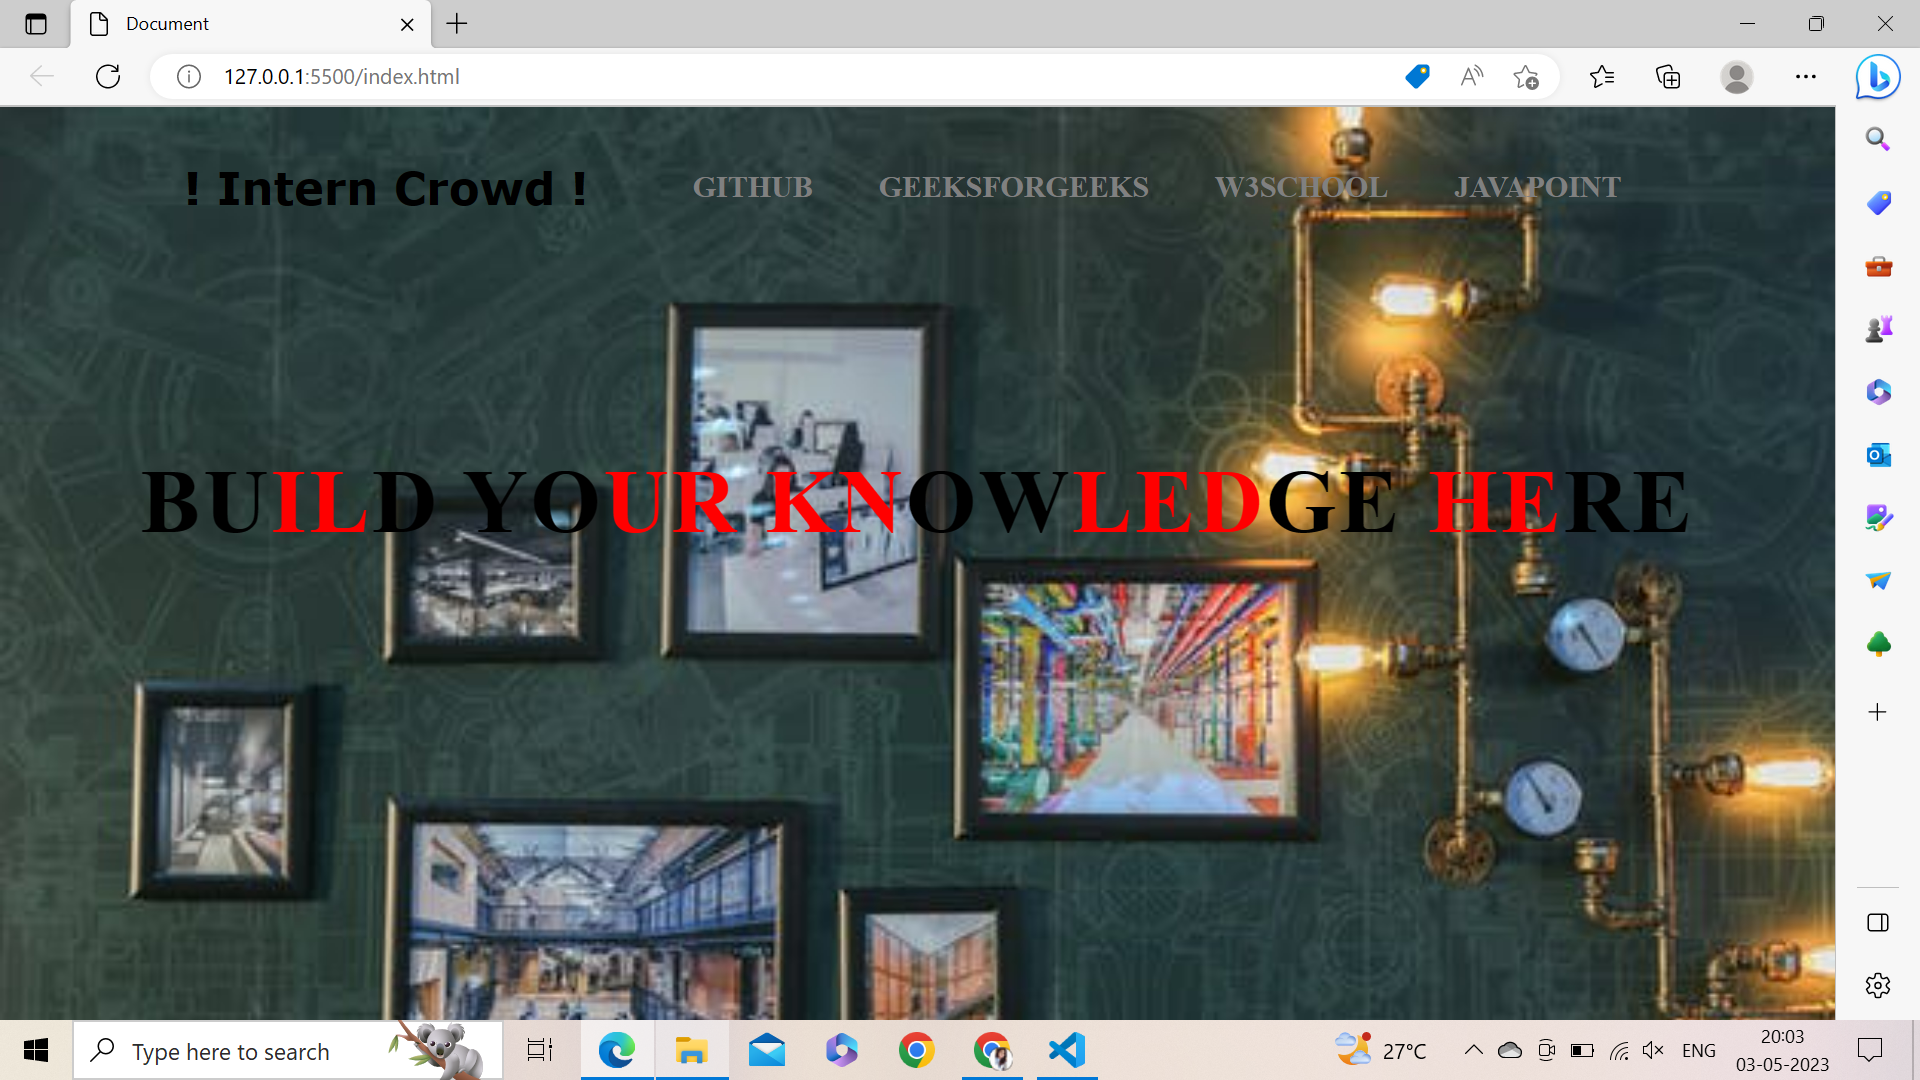 Document
127.0.0.1:5500/index.html
! Intern Crowd !
GITHUB GEEKSFORGEEKS W3SCHOOL JAVAPOINT
BUILD YOUR KNOWLEDGE HERE
Type here to search
27°C
ENG
20:03
03-05-2023